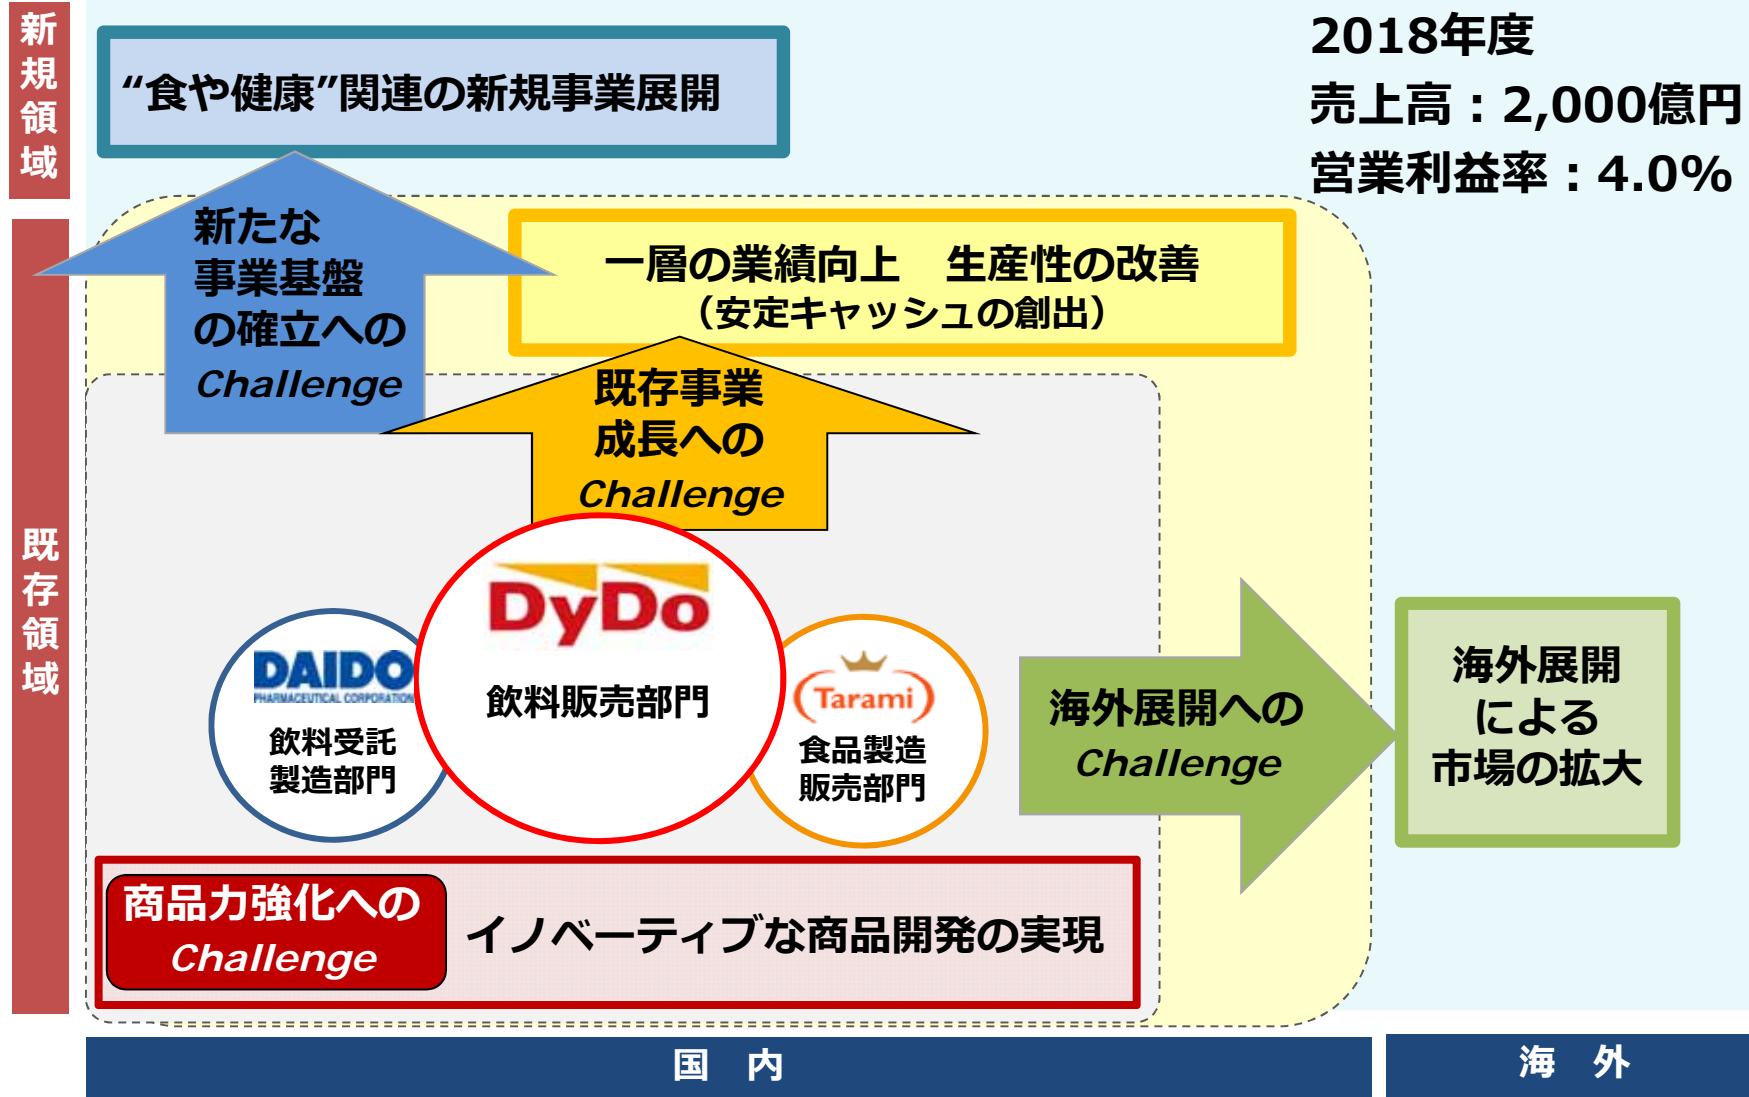 新規領域
“食や健康”関連の新規事業展開
2018年度
売上高：2,000億円
営業利益率：4.0%
新たな
事業基盤
の確立への
Challenge
一層の業績向上　生産性の改善
（安定キャッシュの創出）
既存事業
成長への
Challenge
既存領域
DyDo
飲料販売部門
DAIDO
PHARMACEUTICAL CORPORATION
飲料受託
製造部門
Tarami
食品製造
販売部門
海外展開への
Challenge
海外展開
による
市場の拡大
商品力強化への
Challenge
イノベーティブな商品開発の実現
国　内
海　外